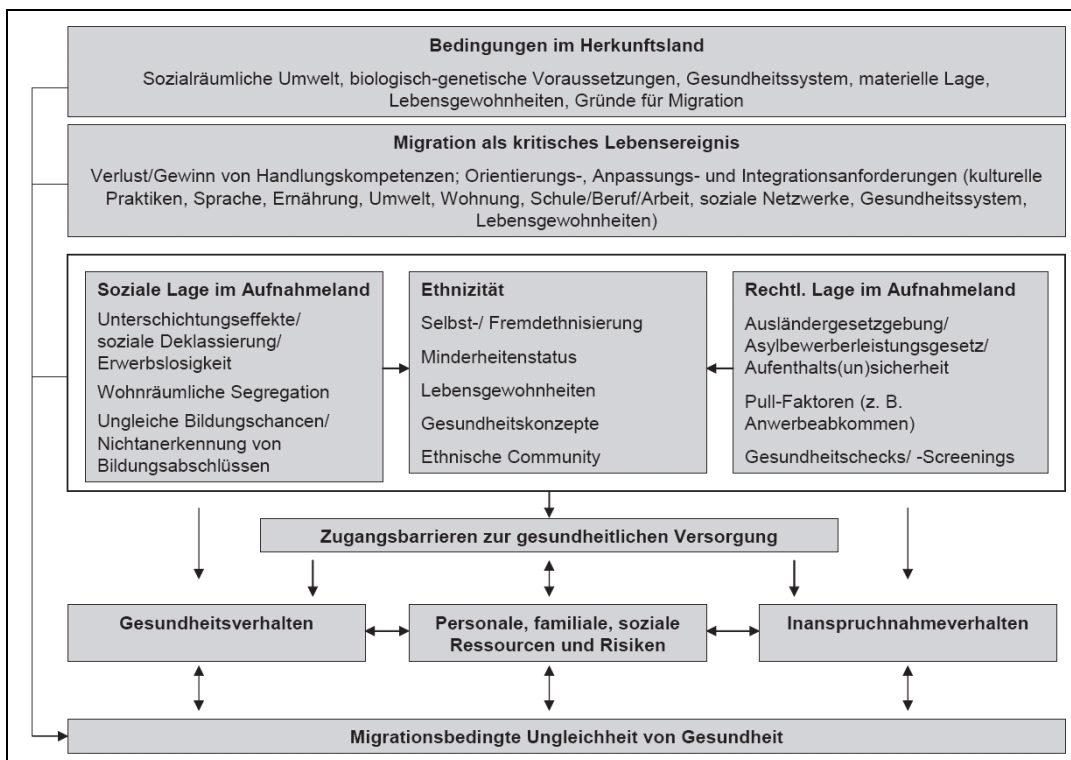 Bedingungen im Herkunftsland
Sozialräumliche Umwelt, biologisch-genetische Voraussetzungen, Gesundheitssystem, materielle Lage,
Lebensgewohnheiten, Gründe für Migration
Migration als kritisches Lebensereignis
Verlust/Gewinn von Handlungskompetenzen; Orientierungs-, Anpassungs- und Integrationsanforderungen (kulturelle
Praktiken, Sprache, Ernährung, Umwelt, Wohnung, Schule/Beruf/Arbeit, soziale Netzwerke, Gesundheitssystem,
Lebensgewohnheiten)
Soziale Lage im Aufnahmeland
Unterschichtungseffekte/
soziale Deklassierung/
Erwerbslosigkeit
Wohnräumliche Segregation
Ungleiche Bildungschancen/
Nichtanerkennung von
Bildungsabschlüssen
Ethnizität
Selbst-/ Fremdethnisierung
Minderheitenstatus
Lebensgewohnheiten
Gesundheitskonzepte
Ethnische Community
Rechtl. Lage im Aufnahmeland
Ausländergesetzgebung/
Asylbewerberleistungsgesetz/
Aufenthalts(un)sicherheit
Pull-Faktoren (z. B.
Anwerbeabkommen)
Gesundheitschecks/ -Screenings
Zugangsbarrieren zur gesundheitlichen Versorgung
Gesundheitsverhalten
Personale, familiale, soziale
Ressourcen und Risiken
Inanspruchnahmeverhalten
Migrationsbedingte Ungleichheit von Gesundheit